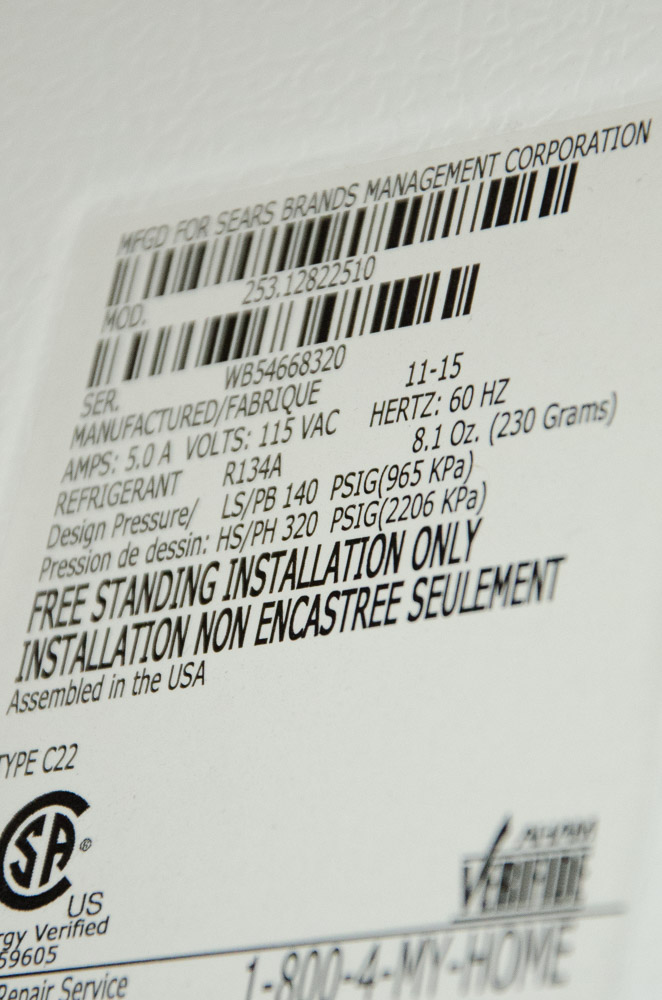 MFGD FOR SEARS BRANDS MANAGEMENT CORPORATION
MOD. 253.12822510
SER. WB54668320
MANUFACTURED/FABRIQUE 11-15
AMPS: 5.0 A VOLTS: 115 VAC HERTZ: 60 HZ
REFRIGERANT R134A 8.1 Oz. (230 Grams)
Design Pressure/ LS/PB 140 PSIG(965 KPa)
Pression de dessin: HS/PH 320 PSIG(2206 KPa)
FREE STANDING INSTALLATION ONLY
INSTALLATION NON ENCASTREE SEULEMENT
Assembled in the USA
TYPE C22
SA®
US
gy Verified
59605
VERIFIDE
Repair Service 1-800-4-MY-HOME